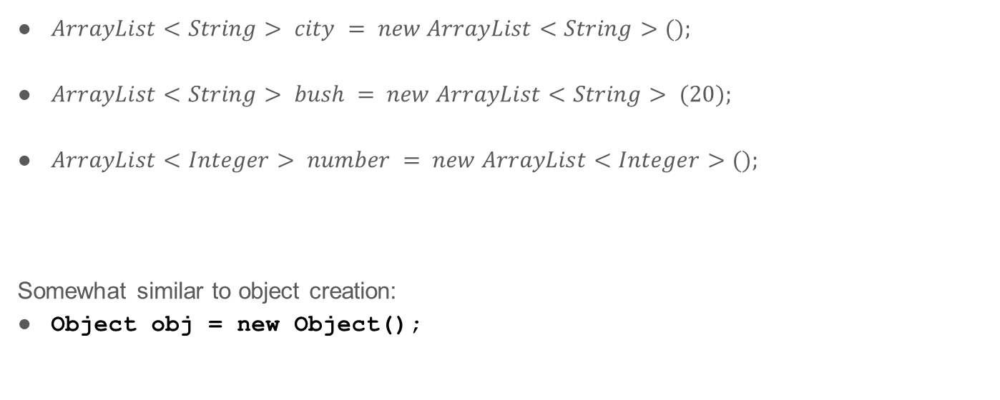 ● ArrayList < String > city = new ArrayList < String > ();
● ArrayList < String > bush = new ArrayList < String > (20);
● ArrayList < Integer > number = new ArrayList < Integer > ();
Somewhat similar to object creation:
● Object obj = new Object();